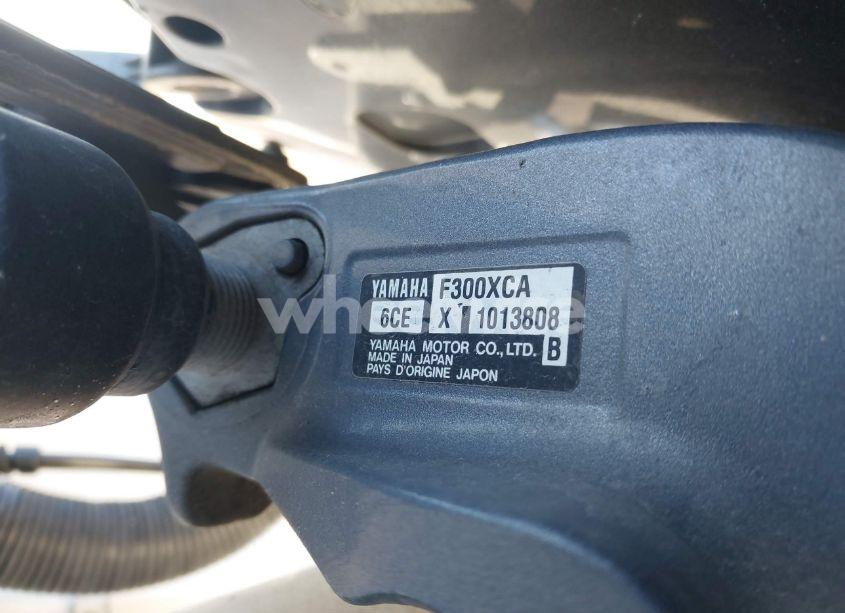 YAMAHA F300XCA
6CE - X 1013808
YAMAHA MOTOR CO., LTD. B
MADE IN JAPAN
PAYS D'ORIGINE JAPON